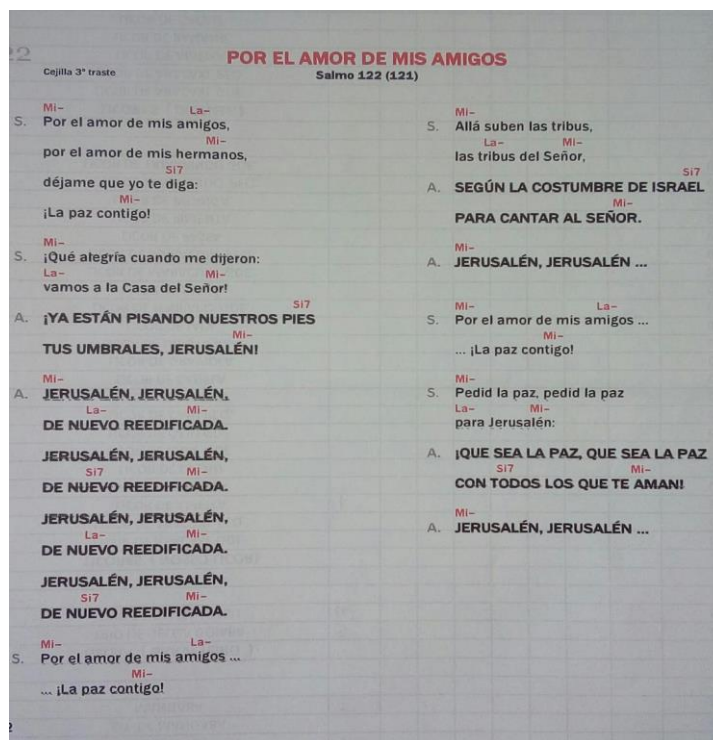 22
POR EL AMOR DE MIS AMIGOS
Cejilla 3ª traste
Salmo 122 (121)
Mi- La-
S. Por el amor de mis amigos,
Mi-
por el amor de mis hermanos,
Si7
déjame que yo te diga:
Mi-
¡La paz contigo!
Mi-
S. ¡Qué alegría cuando me dijeron:
La- Mi-
vamos a la Casa del Señor!
Si7
A. ¡YA ESTÁN PISANDO NUESTROS PIES
Mi-
TUS UMBRALES, JERUSALÉN!
Mi-
A. JERUSALÉN, JERUSALÉN,
La- Mi-
DE NUEVO REEDIFICADA.
JERUSALÉN, JERUSALÉN,
Si7 Mi-
DE NUEVO REEDIFICADA.
JERUSALÉN, JERUSALÉN,
La- Mi-
DE NUEVO REEDIFICADA.
JERUSALÉN, JERUSALÉN,
Si7 Mi-
DE NUEVO REEDIFICADA.
Mi- La-
S. Por el amor de mis amigos ...
Mi-
... ¡La paz contigo!
Mi-
S. Allá suben las tribus,
La- Mi-
las tribus del Señor,
Si7
A. SEGÚN LA COSTUMBRE DE ISRAEL
Mi-
PARA CANTAR AL SEÑOR.
Mi-
A. JERUSALÉN, JERUSALÉN ...
Mi- La-
S. Por el amor de mis amigos ...
Mi-
... ¡La paz contigo!
Mi-
S. Pedid la paz, pedid la paz
La- Mi-
para Jerusalén:
A. ¡QUE SEA LA PAZ, QUE SEA LA PAZ
Si7 Mi-
CON TODOS LOS QUE TE AMAN!
Mi-
A. JERUSALÉN, JERUSALÉN ...